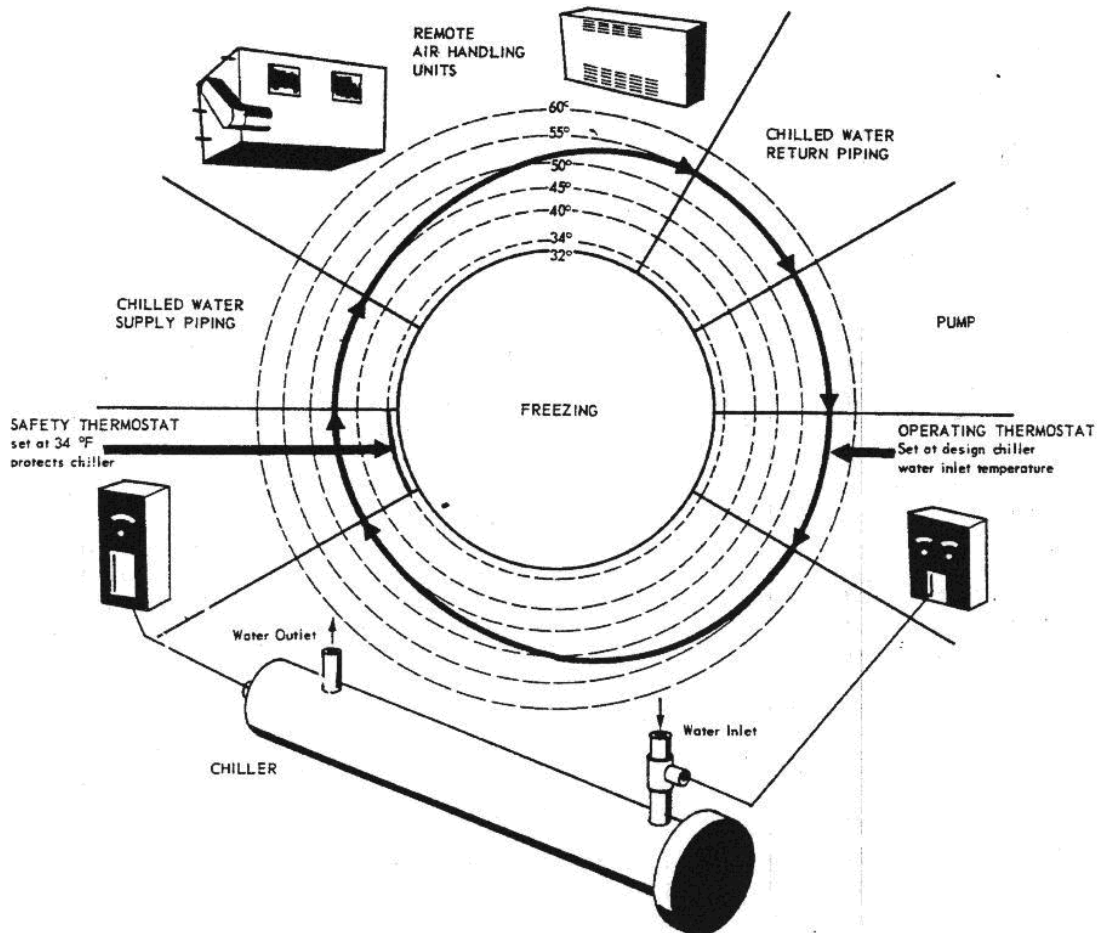 REMOTE
AIR HANDLING
UNITS
CHILLED WATER
RETURN PIPING
60°
55°
50°
45°
40°
34°
32°
CHILLED WATER
SUPPLY PIPING
PUMP
FREEZING
SAFETY THERMOSTAT
set at 34 °F
protects chiller
OPERATING THERMOSTAT
Set at design chiller
water inlet temperature
Water Outlet
Water Inlet
CHILLER